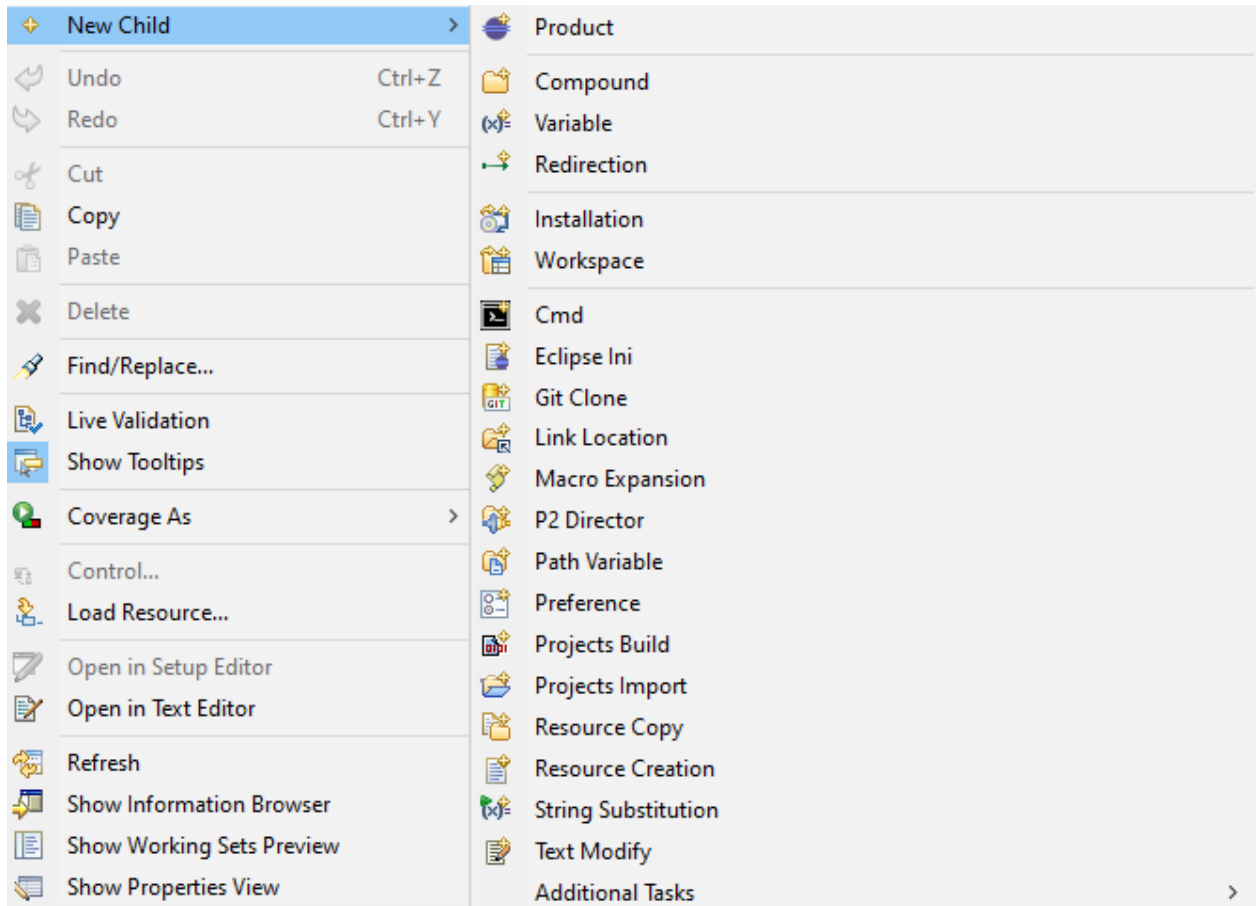 New Child
Undo Ctrl+Z
Redo Ctrl+Y
Cut
Copy
Paste
Delete
Find/Replace...
Live Validation
Show Tooltips
Coverage As
Control...
Load Resource...
Open in Setup Editor
Open in Text Editor
Refresh
Show Information Browser
Show Working Sets Preview
Show Properties View
Product
Compound
Variable
Redirection
Installation
Workspace
Cmd
Eclipse Ini
Git Clone
Link Location
Macro Expansion
P2 Director
Path Variable
Preference
Projects Build
Projects Import
Resource Copy
Resource Creation
String Substitution
Text Modify
Additional Tasks